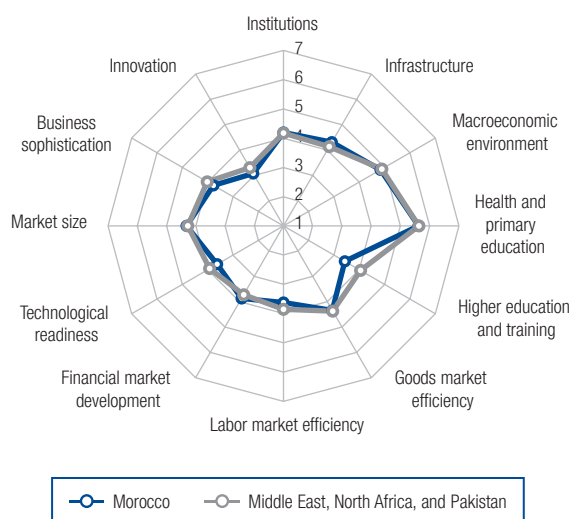 Institutions
Infrastructure
Macroeconomic
environment
Health and
primary
education
Higher education
and training
Goods market
efficiency
Labor market efficiency
Financial market
development
Technological
readiness
Market size
Business
sophistication
Innovation
7
6
5
4
3
2
1
Morocco
Middle East, North Africa, and Pakistan